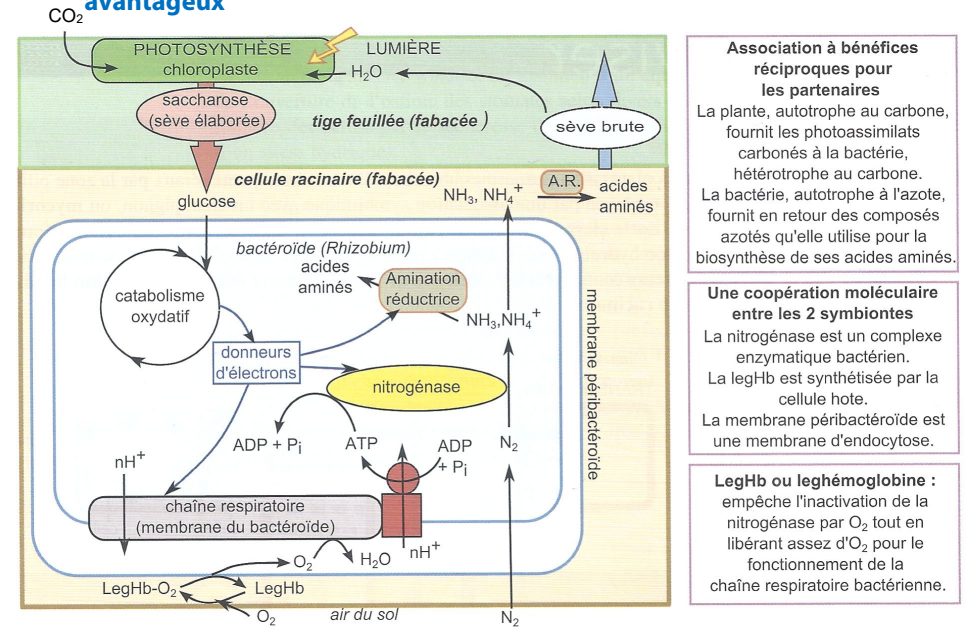 avantageux
CO₂
PHOTOSYNTHÈSE
chloroplaste
LUMIÈRE
H₂O
saccharose
(sève élaborée)
tige feuillée (fabacée )
sève brute
cellule racinaire (fabacée)
glucose
NH₃, NH₄⁺
A.R.
acides
aminés
bactéroïde (Rhizobium)
acides
aminés
Amination
réductrice
catabolisme
oxydatif
NH₃,NH₄⁺
donneurs
d'électrons
nitrogénase
membrane péribactéroïde
ADP + Pi
ATP
ADP
+ Pi
N₂
nH⁺
chaîne respiratoire
(membrane du bactéroïde)
nH⁺
O₂
H₂O
LegHb-O₂
LegHb
O₂
air du sol
N₂
Association à bénéfices
réciproques pour
les partenaires
La plante, autotrophe au carbone,
fournit les photoassimilats
carbonés à la bactérie,
hétérotrophe au carbone.
La bactérie, autotrophe à l'azote,
fournit en retour des composés
azotés qu'elle utilise pour la
biosynthèse de ses acides aminés.
Une coopération moléculaire
entre les 2 symbiontes
La nitrogénase est un complexe
enzymatique bactérien.
La legHb est synthétisée par la
cellule hote.
La membrane péribactéroïde est
une membrane d'endocytose.
LegHb ou leghémoglobine :
empêche l'inactivation de la
nitrogénase par O₂ tout en
libérant assez d'O₂ pour le
fonctionnement de la
chaîne respiratoire bactérienne.